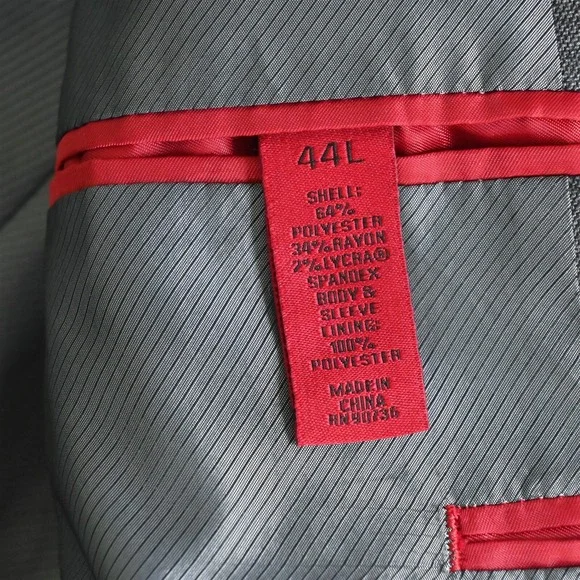 44L
SHELL:
64%
POLYESTER
34%RAYON
2%LYCRA®
SPANDEX
BODY &
SLEEVE
LINING:
100%
POLYESTER
MADE IN
CHINA
RN 90736